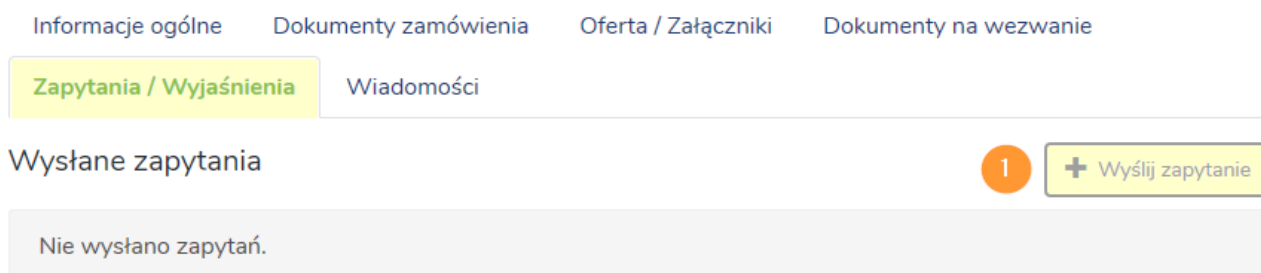 Informacje ogólne Dokumenty zamówienia Oferta / Załączniki Dokumenty na wezwanie
Zapytania / Wyjaśnienia Wiadomości
Wysłane zapytania 1 + Wyślij zapytanie
Nie wysłano zapytań.